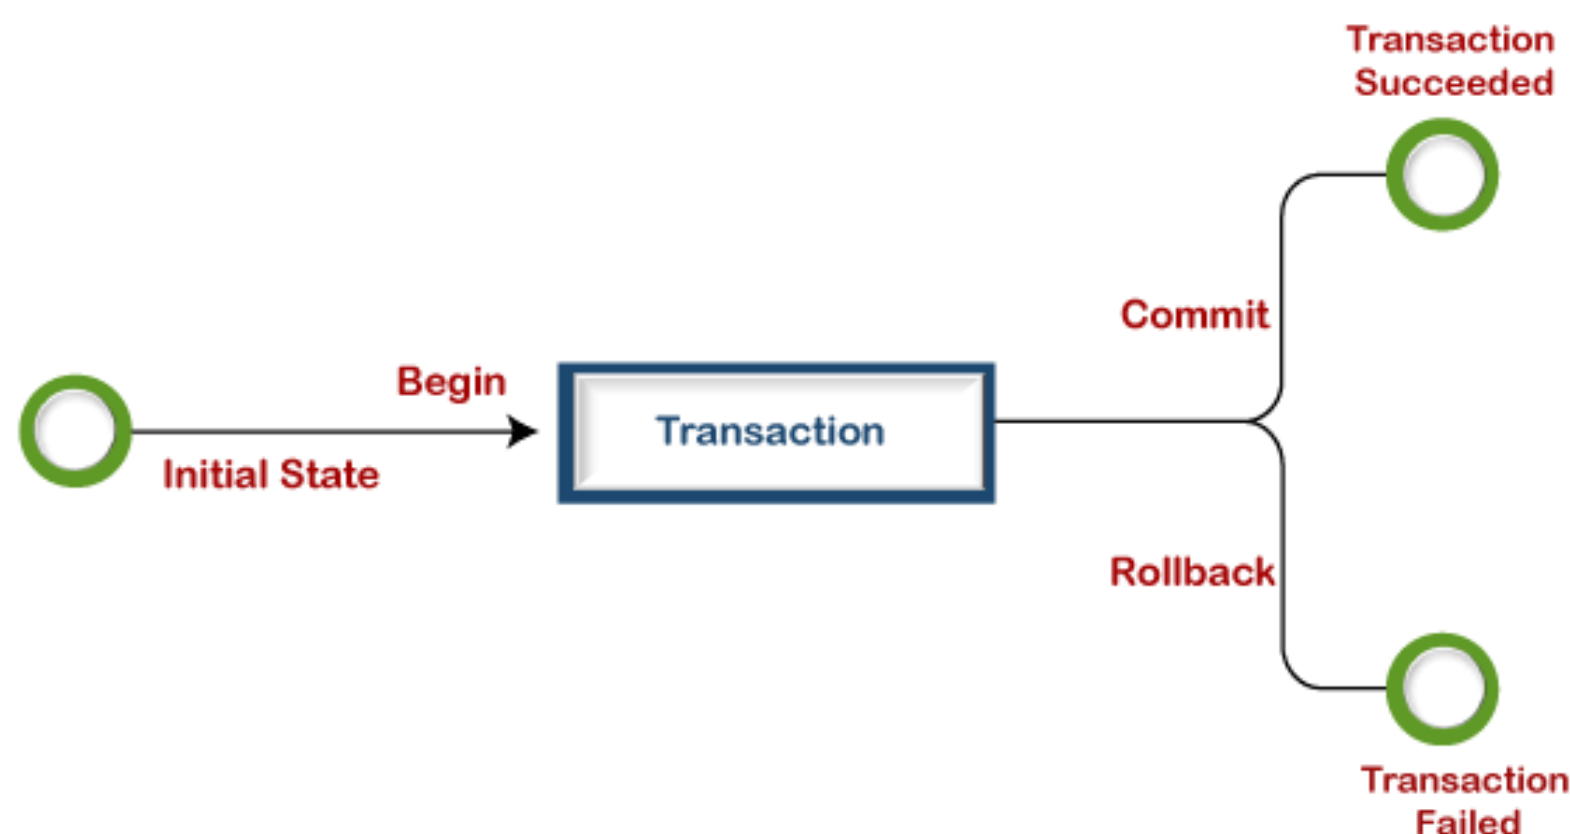 Transaction
Succeeded
Commit
Begin
Transaction
Initial State
Rollback
Transaction
Failed